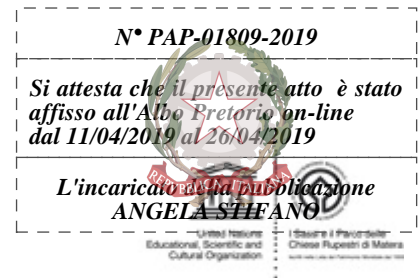 N° PAP-01809-2019
Si attesta che il presente atto è stato
affisso all'Albo Pretorio on-line
dal 11/04/2019 al 26/04/2019
L'incaricato della pubblicazione
ANGELA STIFANO
REPVBBLICA ITALIANA
United Nations
Educational, Scientific and
Cultural Organization
I Sassi e il Parco delle
Chiese Rupestri di Matera